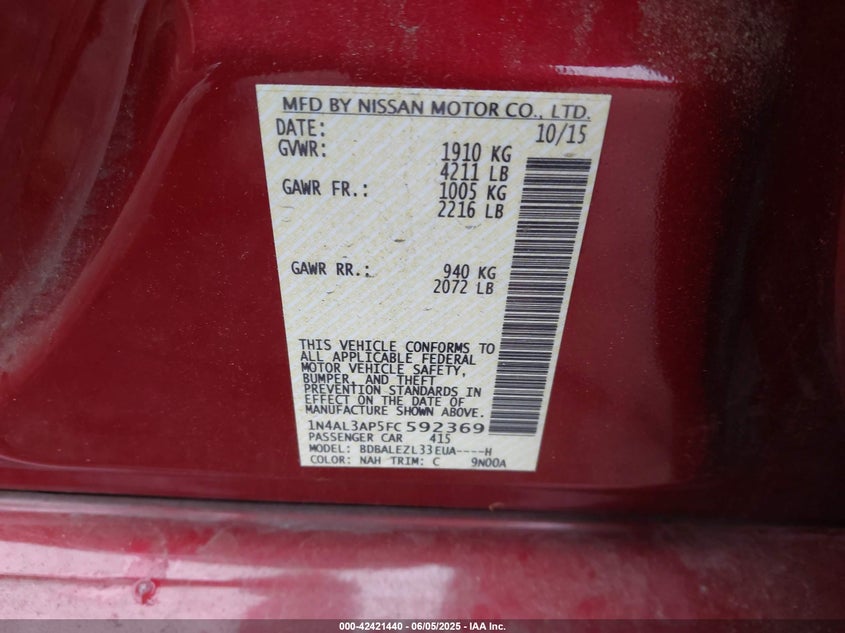 MFD BY NISSAN MOTOR CO., LTD.
DATE: 10/15
GVWR: 1910 KG
4211 LB
GAWR FR.: 1005 KG
2216 LB
GAWR RR.: 940 KG
2072 LB
THIS VEHICLE CONFORMS TO
ALL APPLICABLE FEDERAL
MOTOR VEHICLE SAFETY,
BUMPER, AND THEFT
PREVENTION STANDARDS IN
EFFECT ON THE DATE OF
MANUFACTURE SHOWN ABOVE.
1N4AL3AP5FC592369
PASSENGER CAR 415
MODEL: BDBALEZL33EUA----H
COLOR: NAH TRIM: C 9N00A
000-42421440 | 06/05/2025 - IAA Inc.